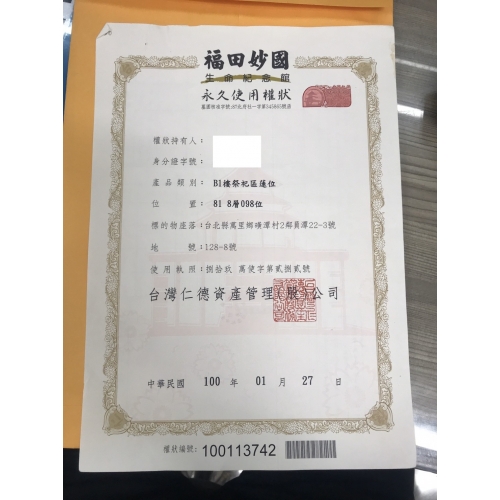 福田妙國
生命紀念館
永久使用權狀
權狀持有人：
身分證字號：
產品類別：B1樓祭祀區蓮位
位置：81 8層098位
標的物座落：台北縣萬里鄉磺潭村2鄰員潭22-3號
地號：128-8號
使用執照：捌拾玖 萬使字第貳捌貳號
台灣仁德資產管理(股)公司
中華民國 100 年 01 月 27 日
權狀編號：100113742